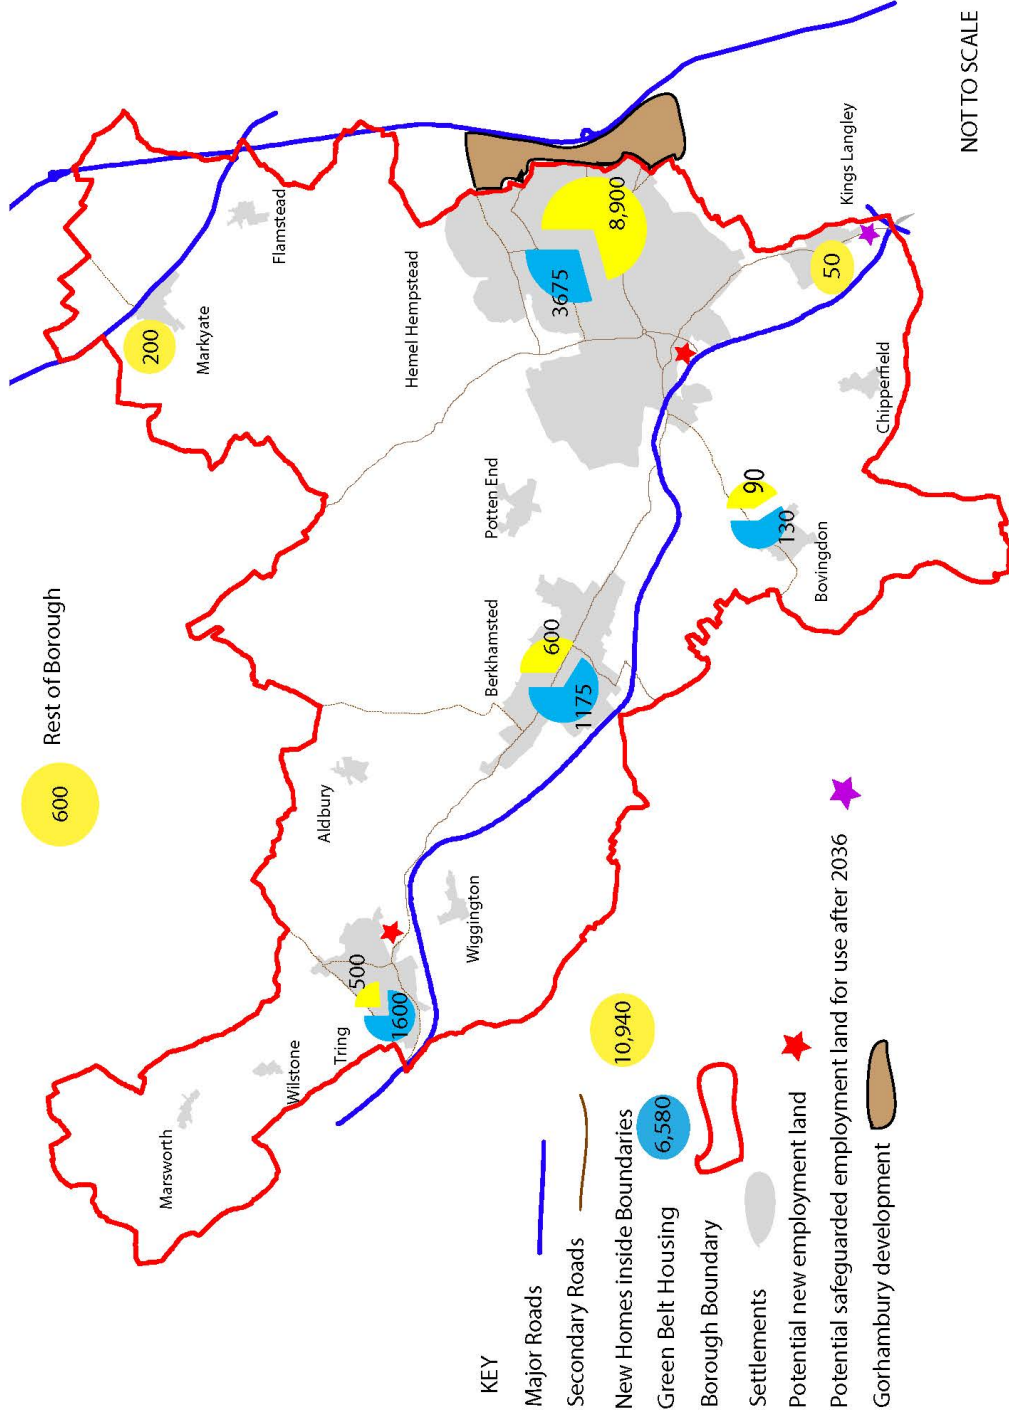 600
Rest of Borough
Marsworth
Wilstone
Tring
500
1600
Aldbury
Wiggington
Berkhamsted
600
1175
Potten End
Hemel Hempstead
3675
8,900
Markyate
200
Flamstead
Bovingdon
90
130
Chipperfield
Kings Langley
50
KEY
Major Roads
Secondary Roads
New Homes inside Boundaries 10,940
Green Belt Housing 6,580
Borough Boundary
Settlements
Potential new employment land
Potential safeguarded employment land for use after 2036
Gorhambury development
NOT TO SCALE